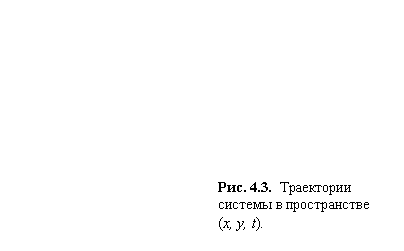 Рис. 4.3. Траектории
системы в пространстве
(x, y, t).